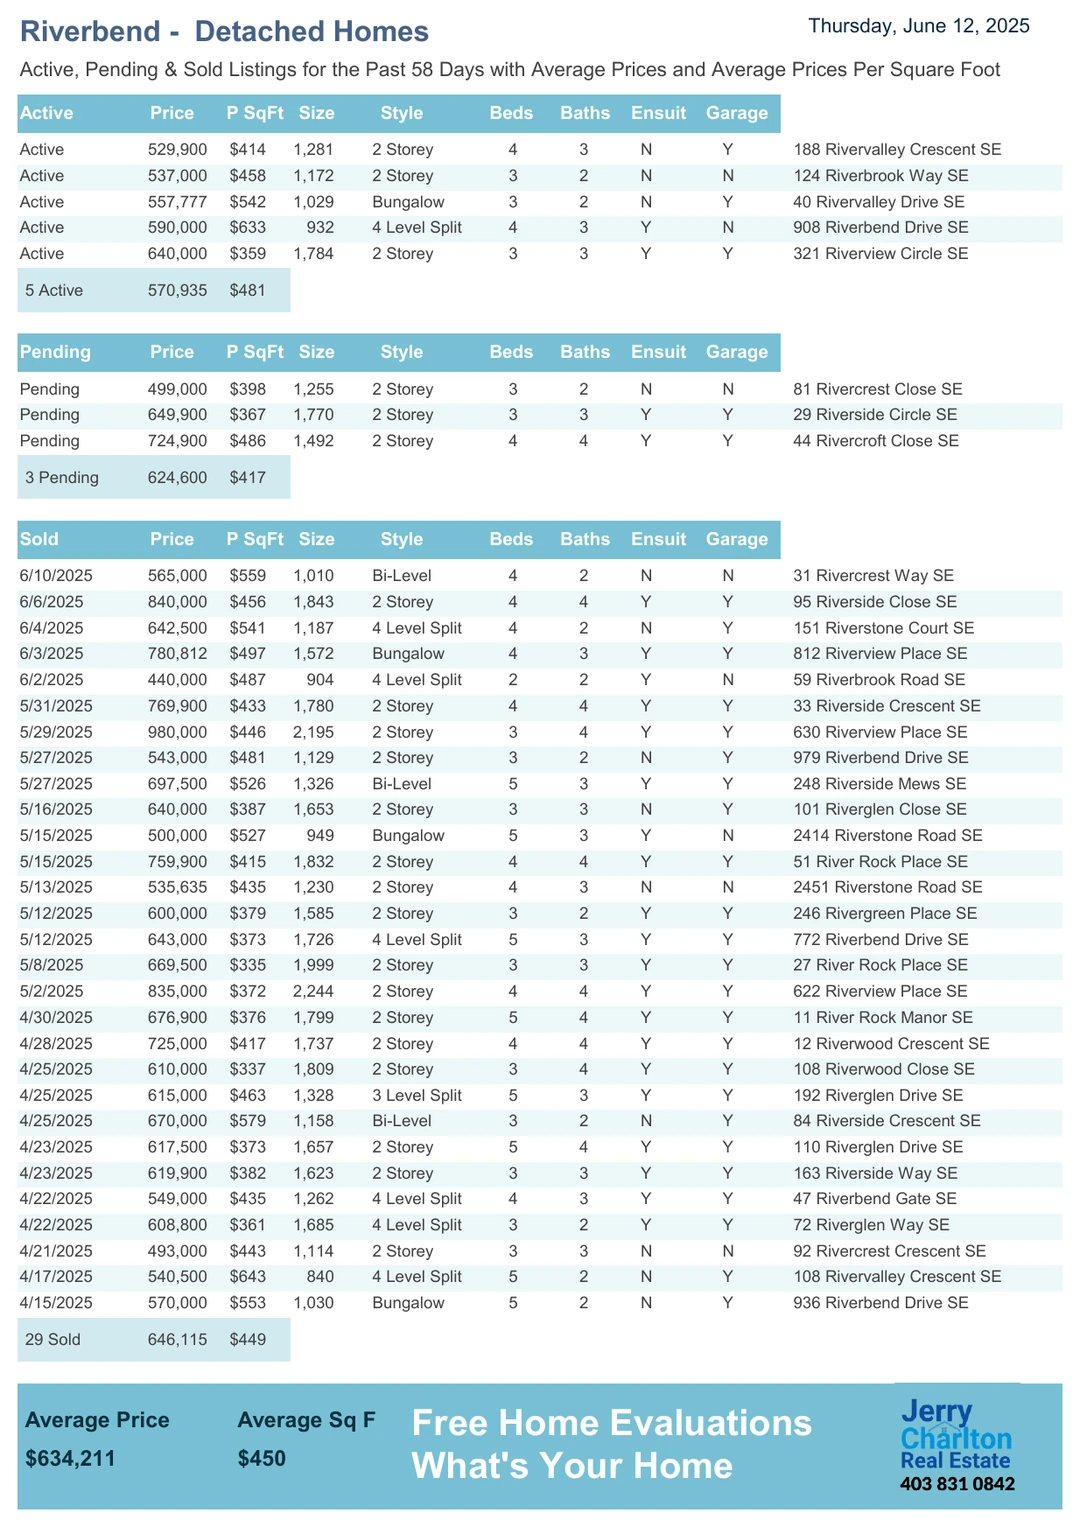 Riverbend -  Detached Homes
Thursday, June 12, 2025
Active, Pending & Sold Listings for the Past 58 Days with Average Prices and Average Prices Per Square Foot
Active Price P SqFt Size Style Beds Baths Ensuit Garage
Active 529,900 $414 1,281 2 Storey 4 3 N Y 188 Rivervalley Crescent SE
Active 537,000 $458 1,172 2 Storey 3 2 N N 124 Riverbrook Way SE
Active 557,777 $542 1,029 Bungalow 3 2 N Y 40 Rivervalley Drive SE
Active 590,000 $633 932 4 Level Split 4 3 Y N 908 Riverbend Drive SE
Active 640,000 $359 1,784 2 Storey 3 3 Y Y 321 Riverview Circle SE
5 Active 570,935 $481
Pending Price P SqFt Size Style Beds Baths Ensuit Garage
Pending 499,000 $398 1,255 2 Storey 3 2 N N 81 Rivercrest Close SE
Pending 649,900 $367 1,770 2 Storey 3 3 Y Y 29 Riverside Circle SE
Pending 724,900 $486 1,492 2 Storey 4 4 Y Y 44 Rivercroft Close SE
3 Pending 624,600 $417
Sold Price P SqFt Size Style Beds Baths Ensuit Garage
6/10/2025 565,000 $559 1,010 Bi-Level 4 2 N N 31 Rivercrest Way SE
6/6/2025 840,000 $456 1,843 2 Storey 4 4 Y Y 95 Riverside Close SE
6/4/2025 642,500 $541 1,187 4 Level Split 4 2 N Y 151 Riverstone Court SE
6/3/2025 780,812 $497 1,572 Bungalow 4 3 Y Y 812 Riverview Place SE
6/2/2025 440,000 $487 904 4 Level Split 2 2 Y N 59 Riverbrook Road SE
5/31/2025 769,900 $433 1,780 2 Storey 4 4 Y Y 33 Riverside Crescent SE
5/29/2025 980,000 $446 2,195 2 Storey 3 4 Y Y 630 Riverview Place SE
5/27/2025 543,000 $481 1,129 2 Storey 3 2 N Y 979 Riverbend Drive SE
5/27/2025 697,500 $526 1,326 Bi-Level 5 3 Y Y 248 Riverside Mews SE
5/16/2025 640,000 $387 1,653 2 Storey 3 3 N Y 101 Riverglen Close SE
5/15/2025 500,000 $527 949 Bungalow 5 3 Y N 2414 Riverstone Road SE
5/15/2025 759,900 $415 1,832 2 Storey 4 4 Y Y 51 River Rock Place SE
5/13/2025 535,635 $435 1,230 2 Storey 4 3 N N 2451 Riverstone Road SE
5/12/2025 600,000 $379 1,585 2 Storey 3 2 Y Y 246 Rivergreen Place SE
5/12/2025 643,000 $373 1,726 4 Level Split 5 3 Y Y 772 Riverbend Drive SE
5/8/2025 669,500 $335 1,999 2 Storey 3 3 Y Y 27 River Rock Place SE
5/2/2025 835,000 $372 2,244 2 Storey 4 4 Y Y 622 Riverview Place SE
4/30/2025 676,900 $376 1,799 2 Storey 5 4 Y Y 11 River Rock Manor SE
4/28/2025 725,000 $417 1,737 2 Storey 4 4 Y Y 12 Riverwood Crescent SE
4/25/2025 610,000 $337 1,809 2 Storey 3 4 Y Y 108 Riverwood Close SE
4/25/2025 615,000 $463 1,328 3 Level Split 5 3 Y Y 192 Riverglen Drive SE
4/25/2025 670,000 $579 1,158 Bi-Level 3 2 N Y 84 Riverside Crescent SE
4/23/2025 617,500 $373 1,657 2 Storey 5 4 Y Y 110 Riverglen Drive SE
4/23/2025 619,900 $382 1,623 2 Storey 3 3 Y Y 163 Riverside Way SE
4/22/2025 549,000 $435 1,262 4 Level Split 4 3 Y Y 47 Riverbend Gate SE
4/22/2025 608,800 $361 1,685 4 Level Split 3 2 Y Y 72 Riverglen Way SE
4/21/2025 493,000 $443 1,114 2 Storey 3 3 N N 92 Rivercrest Crescent SE
4/17/2025 540,500 $643 840 4 Level Split 5 2 N Y 108 Rivervalley Crescent SE
4/15/2025 570,000 $553 1,030 Bungalow 5 2 N Y 936 Riverbend Drive SE
29 Sold 646,115 $449
Average Price Average Sq F
$634,211 $450
Free Home Evaluations
What's Your Home
Jerry
Charlton
Real Estate
403 831 0842